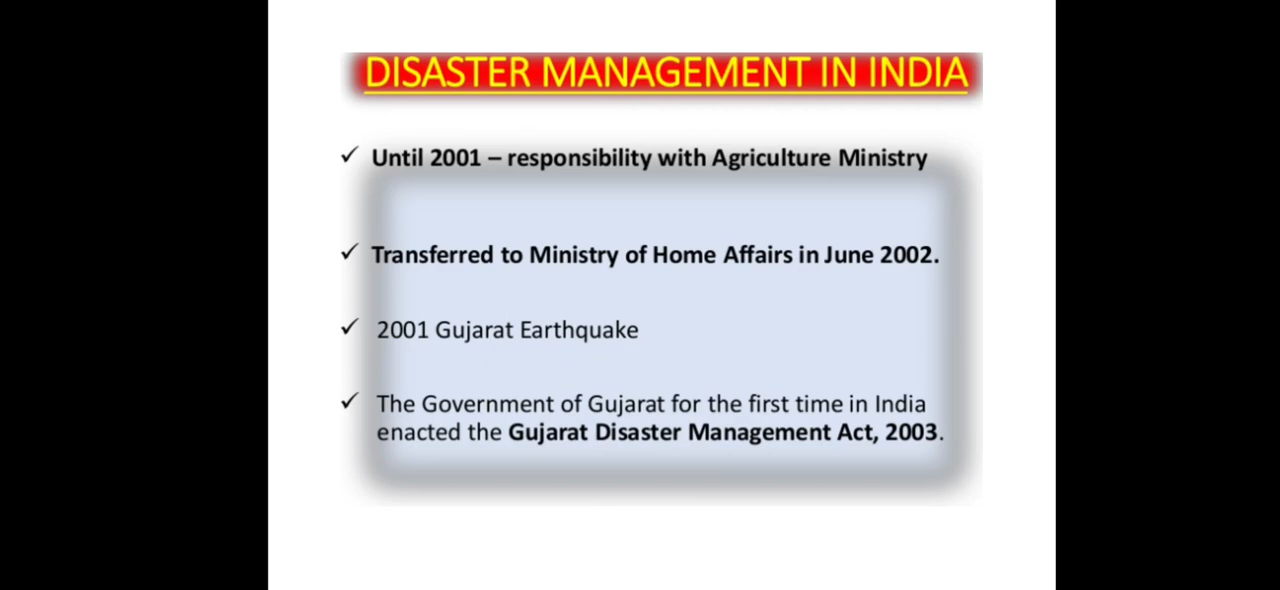 DISASTER MANAGEMENT IN INDIA
✓ Until 2001 – responsibility with Agriculture Ministry
✓ Transferred to Ministry of Home Affairs in June 2002.
✓ 2001 Gujarat Earthquake
✓ The Government of Gujarat for the first time in India
enacted the Gujarat Disaster Management Act, 2003.